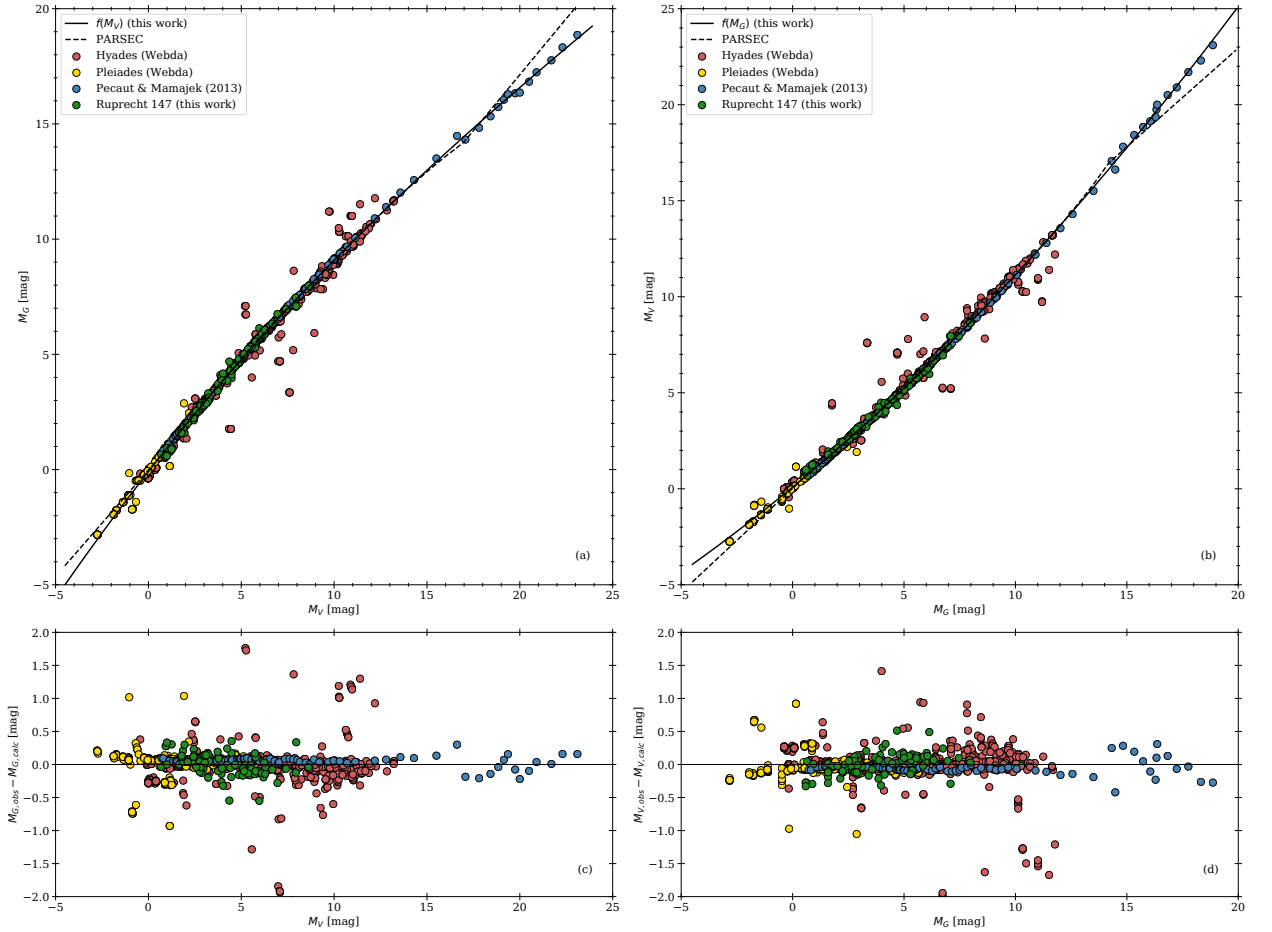 20
15
10
5
0
−5
−5
0
5
10
15
20
25
M_G [mag]
M_V [mag]
f(M_V) (this work)
PARSEC
Hyades (Webda)
Pleiades (Webda)
Pecaut & Mamajek (2013)
Ruprecht 147 (this work)
(a)
25
20
15
10
5
0
−5
−5
0
5
10
15
20
M_V [mag]
M_G [mag]
f(M_G) (this work)
PARSEC
Hyades (Webda)
Pleiades (Webda)
Pecaut & Mamajek (2013)
Ruprecht 147 (this work)
(b)
2.0
1.5
1.0
0.5
0.0
−0.5
−1.0
−1.5
−2.0
−5
0
5
10
15
20
25
M_{G,obs} − M_{G,calc} [mag]
M_V [mag]
(c)
2.0
1.5
1.0
0.5
0.0
−0.5
−1.0
−1.5
−2.0
−5
0
5
10
15
20
M_{V,obs} − M_{V,calc} [mag]
M_G [mag]
(d)